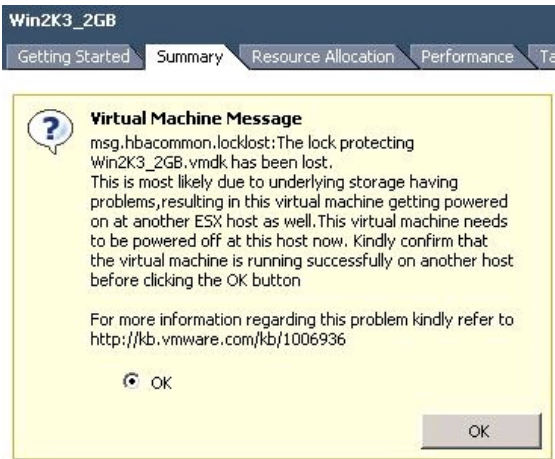 Win2K3_2GB
Getting Started Summary Resource Allocation Performance
Virtual Machine Message
msg.hbacommon.locklost:The lock protecting
Win2K3_2GB.vmdk has been lost.
This is most likely due to underlying storage having
problems,resulting in this virtual machine getting powered
on at another ESX host as well.This virtual machine needs
to be powered off at this host now. Kindly confirm that
the virtual machine is running successfully on another host
before clicking the OK button
For more information regarding this problem kindly refer to
http://kb.vmware.com/kb/1006936
OK
OK